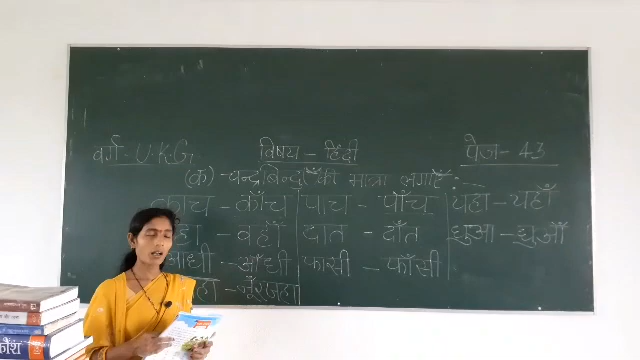 वर्ग - U.K.G. विषय - हिंदी पेज - 43
(क) चन्द्रबिन्दु ँ की मात्रा लगाएँ :-
काच - काँच पाच - पाँच यहा - यहाँ
वहाँ दात - दाँत धुआ - धुआँ
आँधी फासी - फाँसी